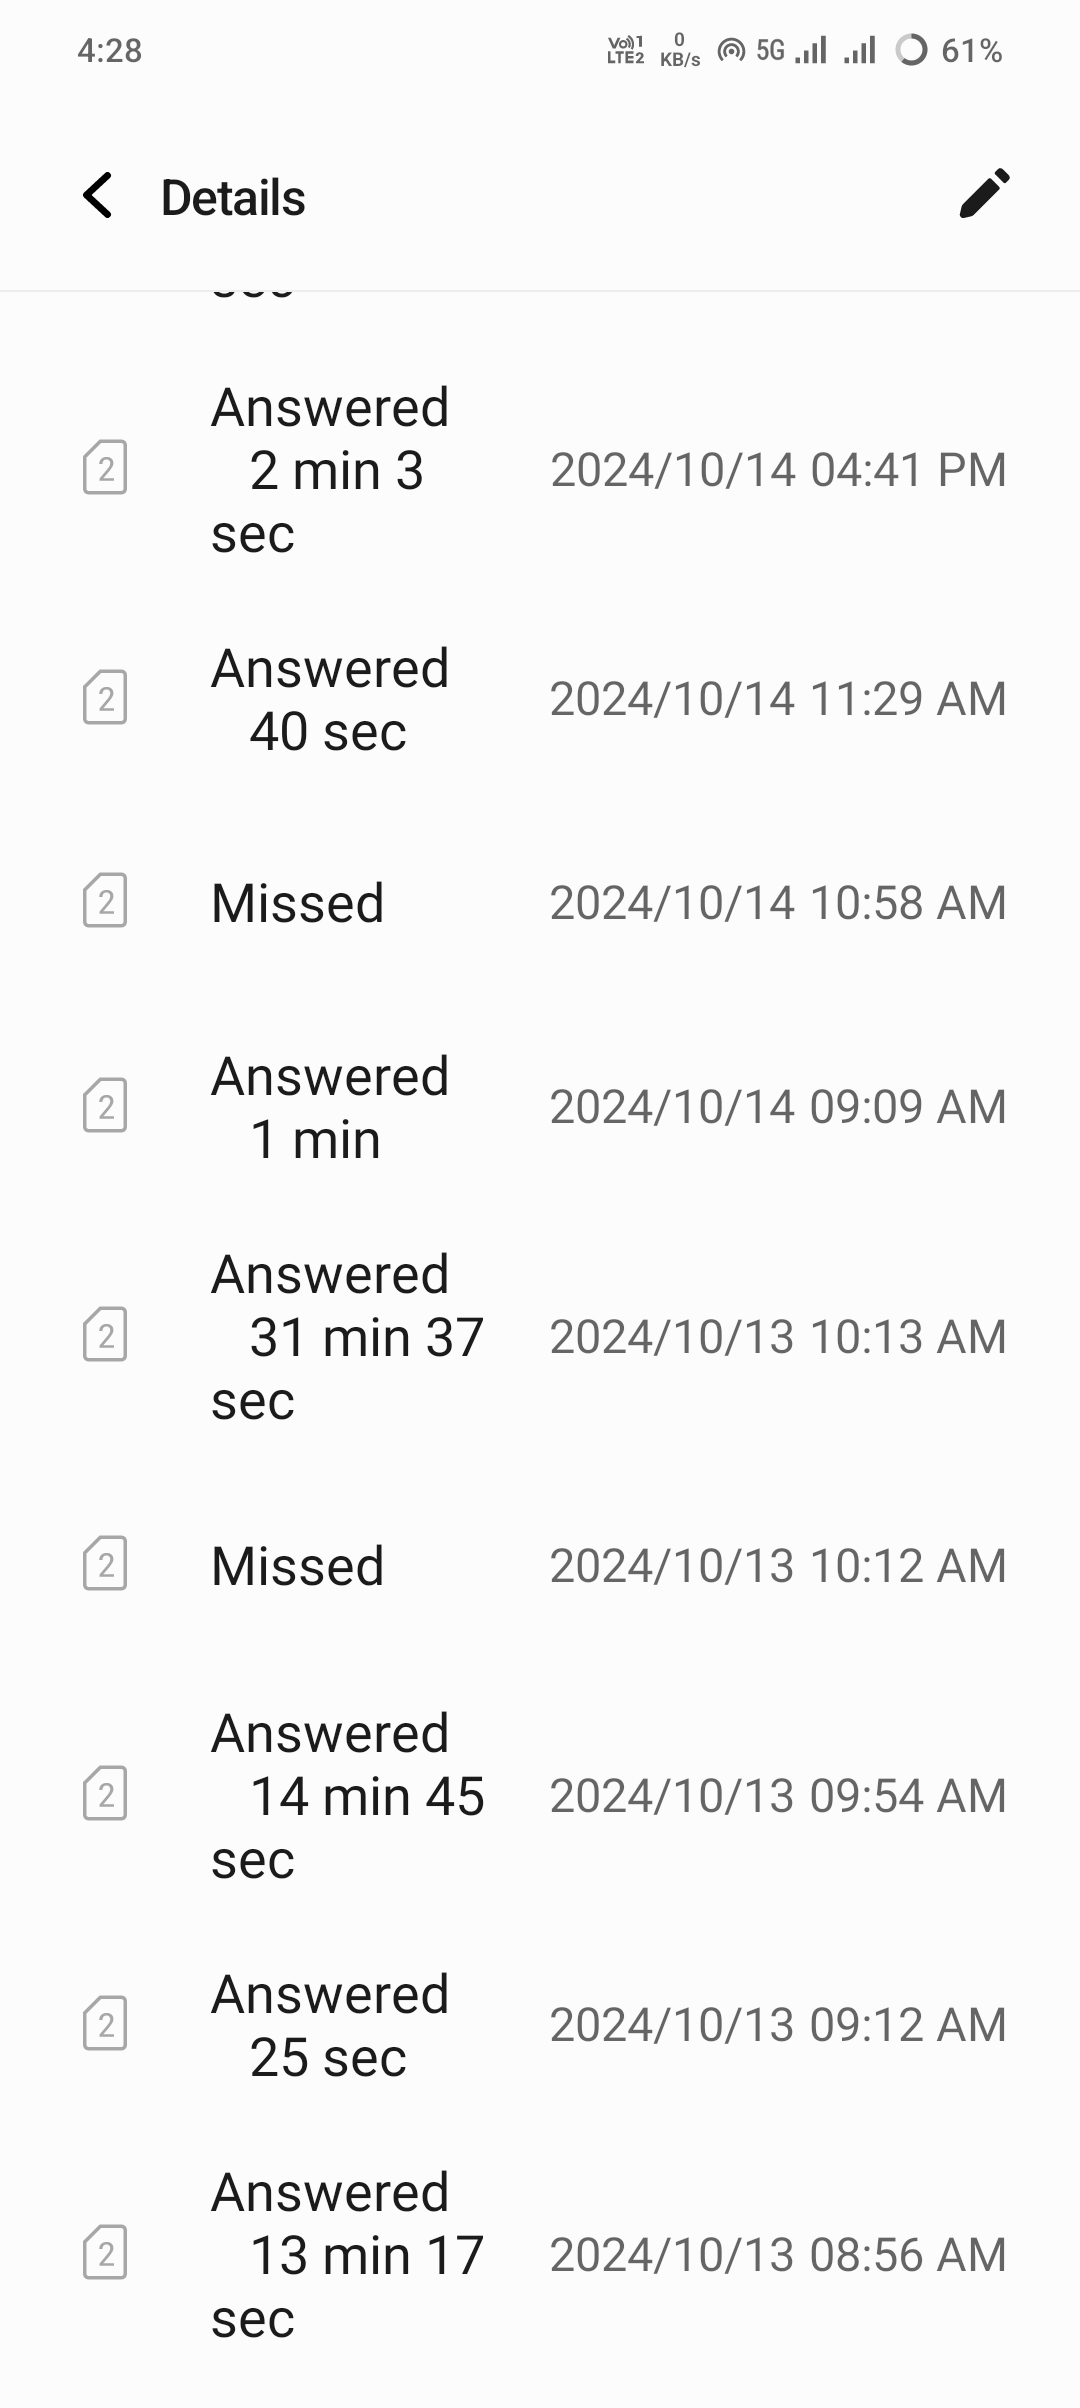 4:28
Vo)) 1 LTE2 0 KB/s 5G 61%
Details
Answered
2 min 3
sec
2 2024/10/14 04:41 PM
Answered
40 sec
2 2024/10/14 11:29 AM
2 Missed 2024/10/14 10:58 AM
Answered
1 min
2 2024/10/14 09:09 AM
Answered
31 min 37
sec
2 2024/10/13 10:13 AM
2 Missed 2024/10/13 10:12 AM
Answered
14 min 45
sec
2 2024/10/13 09:54 AM
Answered
25 sec
2 2024/10/13 09:12 AM
Answered
13 min 17
sec
2 2024/10/13 08:56 AM